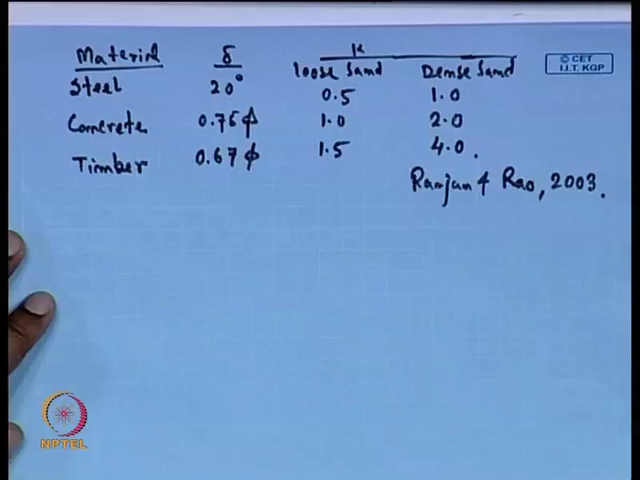 Material δ K
Loose Sand Dense Sand
© CET
I.I.T. KGP
Steel 20° 0.5 1.0
Concrete 0.75ϕ 1.0 2.0
Timber 0.67ϕ 1.5 4.0.
Ranjan & Rao, 2003.
NPTEL